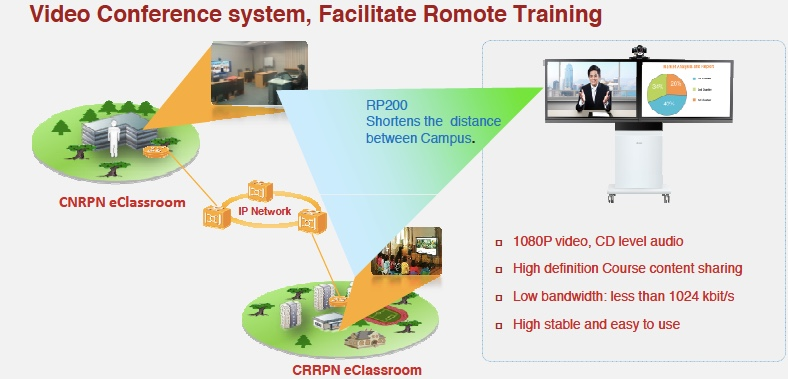 Video Conference system, Facilitate Romote Training
RP200
Shortens the distance
between Campus.
CNRPN eClassroom
IP Network
CRRPN eClassroom
1080P video, CD level audio
High definition Course content sharing
Low bandwidth: less than 1024 kbit/s
High stable and easy to use